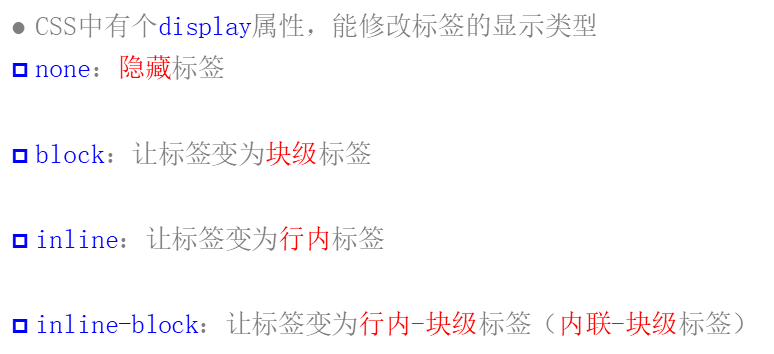 ● CSS中有个display属性，能修改标签的显示类型
none：隐藏标签
block：让标签变为块级标签
inline：让标签变为行内标签
inline-block：让标签变为行内-块级标签（内联-块级标签）